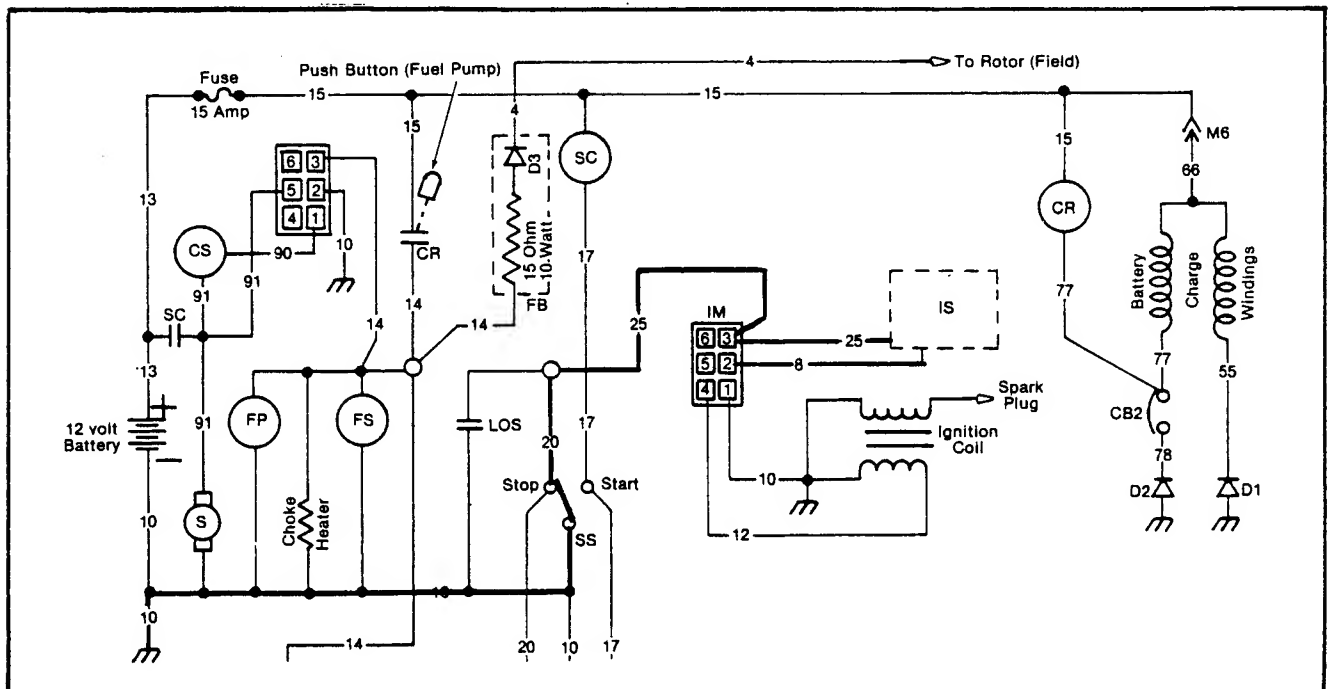 4
To Rotor (Field)
Push Button (Fuel Pump)
Fuse
15 Amp
15
15
4
15
15
M6
66
6 3
5 2
4 1
D3
SC
CR
13
CS
90
10
91
91
CR
15 Ohm
10-Watt
FB
17
77
Battery
Charge
Windings
IS
SC
14
14
14
25
IM
6 3
5 2
4 1
25
8
13
77
55
12 volt
Battery
+
−
91
FP
FS
LOS
20
17
Spark
Plug
Ignition
Coil
CB2
78
Stop
Start
10
10
S
Choke
Heater
SS
12
D2
D1
10
14
20
10
17